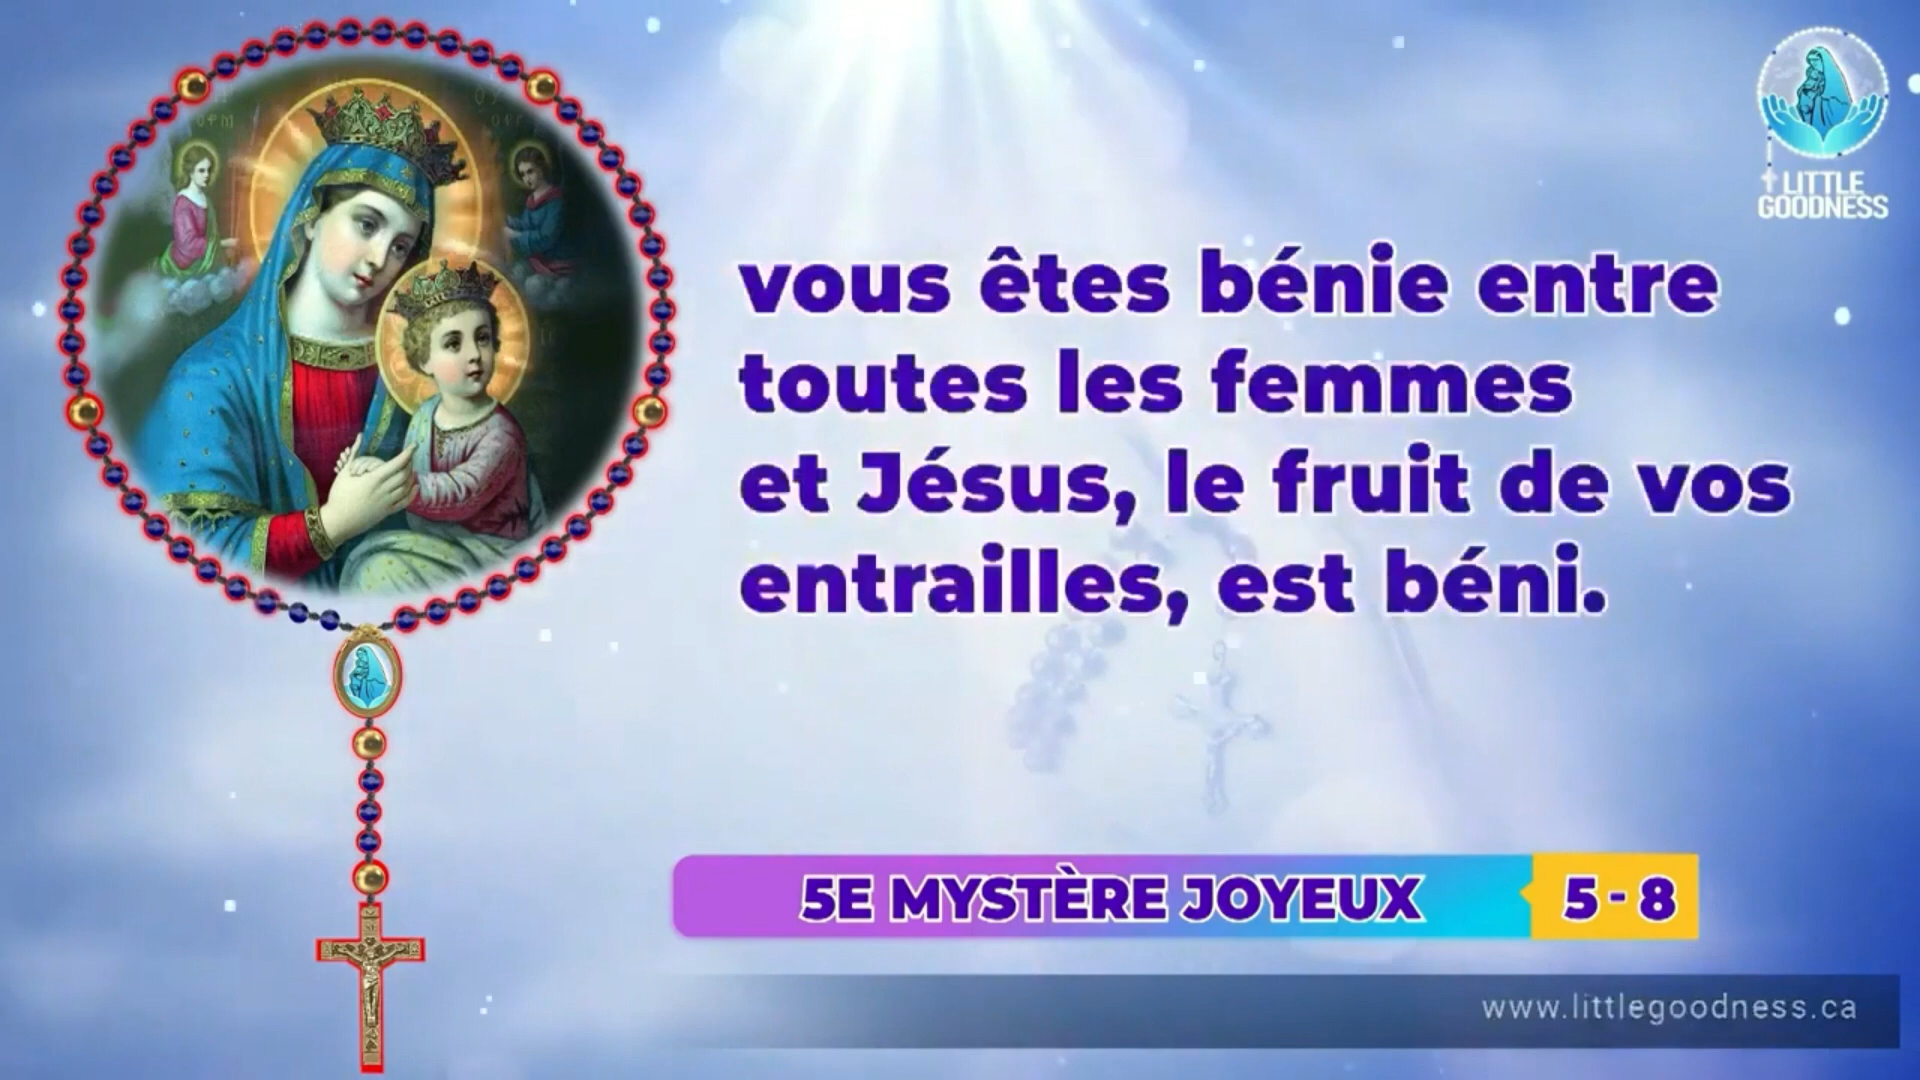 LITTLE
GOODNESS
vous êtes bénie entre
toutes les femmes
et Jésus, le fruit de vos
entrailles, est béni.
5E MYSTÈRE JOYEUX
5 - 8
www.littlegoodness.ca